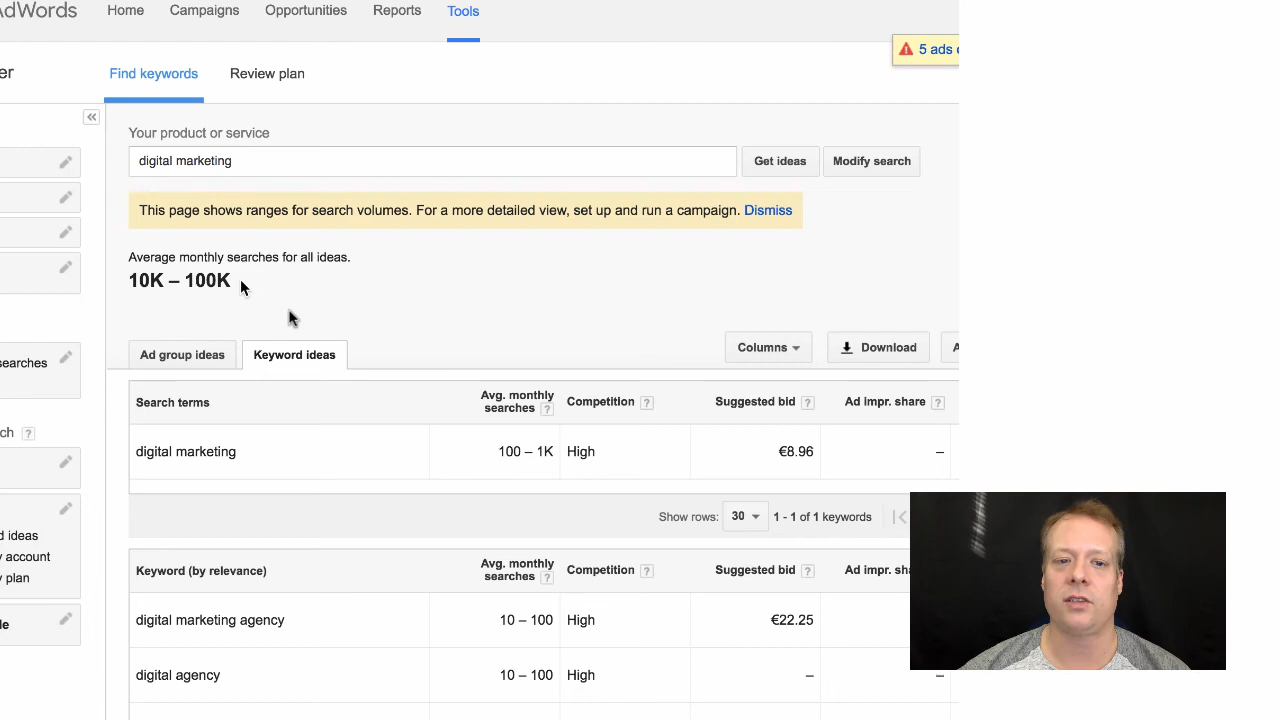 AdWords
Home Campaigns Opportunities Reports Tools
5 ads
er
Find keywords Review plan
Your product or service
digital marketing Get ideas Modify search
This page shows ranges for search volumes. For a more detailed view, set up and run a campaign. Dismiss
Average monthly searches for all ideas.
10K – 100K
Ad group ideas Keyword ideas Columns Download A
searches
Search terms Avg. monthly searches ? Competition ? Suggested bid ? Ad impr. share ?
ch ?
digital marketing 100 – 1K High €8.96 –
Show rows: 30 1 - 1 of 1 keywords
d ideas
y account
y plan
Keyword (by relevance) Avg. monthly searches ? Competition ? Suggested bid ? Ad impr. sha
le
digital marketing agency 10 – 100 High €22.25
digital agency 10 – 100 High – –